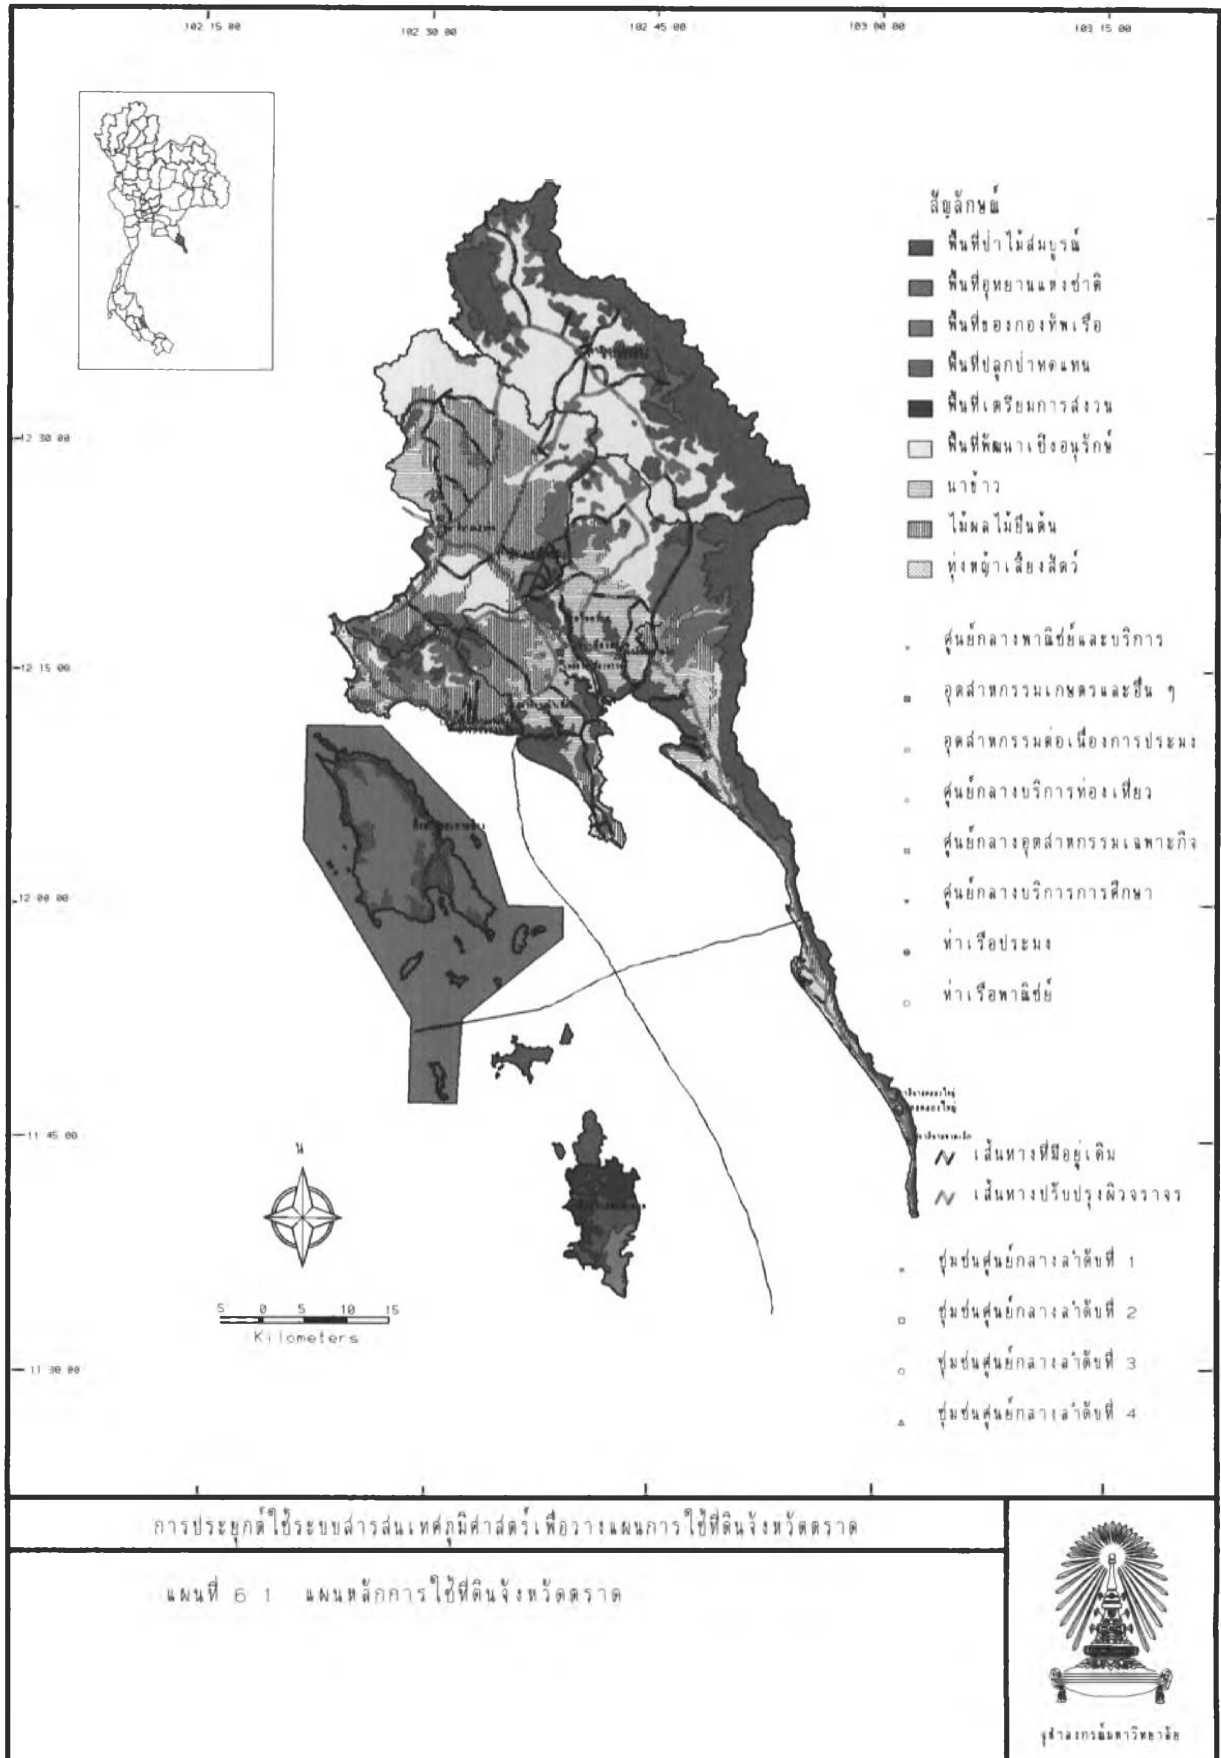 102 15 00
102 30 00
102 45 00
103 00 00
103 15 00
สัญลักษณ์
พื้นที่ป่าไม้สมบูรณ์
พื้นที่อุทยานแห่งชาติ
พื้นที่ของกองทัพเรือ
พื้นที่ปลูกป่าทดแทน
พื้นที่เตรียมการสงวน
พื้นที่พัฒนาเชิงอนุรักษ์
นาข้าว
ไม้ผลไม้ยืนต้น
ทุ่งหญ้าเลี้ยงสัตว์
ศูนย์กลางพาณิชย์และบริการ
อุตสาหกรรมเกษตรและอื่น ๆ
อุตสาหกรรมต่อเนื่องการประมง
ศูนย์กลางบริการท่องเที่ยว
ศูนย์กลางอุตสาหกรรมเฉพาะกิจ
ศูนย์กลางบริการการศึกษา
ท่าเรือประมง
ท่าเรือพาณิชย์
12 30 00
12 15 00
12 00 00
11 45 00
11 30 00
เส้นทางที่มีอยู่เดิม
เส้นทางปรับปรุงผิวจราจร
ชุมชนศูนย์กลางลำดับที่ 1
ชุมชนศูนย์กลางลำดับที่ 2
ชุมชนศูนย์กลางลำดับที่ 3
ชุมชนศูนย์กลางลำดับที่ 4
น
5 0 5 10 15
Kilometers
การประยุกต์ใช้ระบบสารสนเทศภูมิศาสตร์เพื่อวางแผนการใช้ที่ดินจังหวัดตราด
แผนที่ 6 1 แผนหลักการใช้ที่ดินจังหวัดตราด
จุฬาลงกรณ์มหาวิทยาลัย